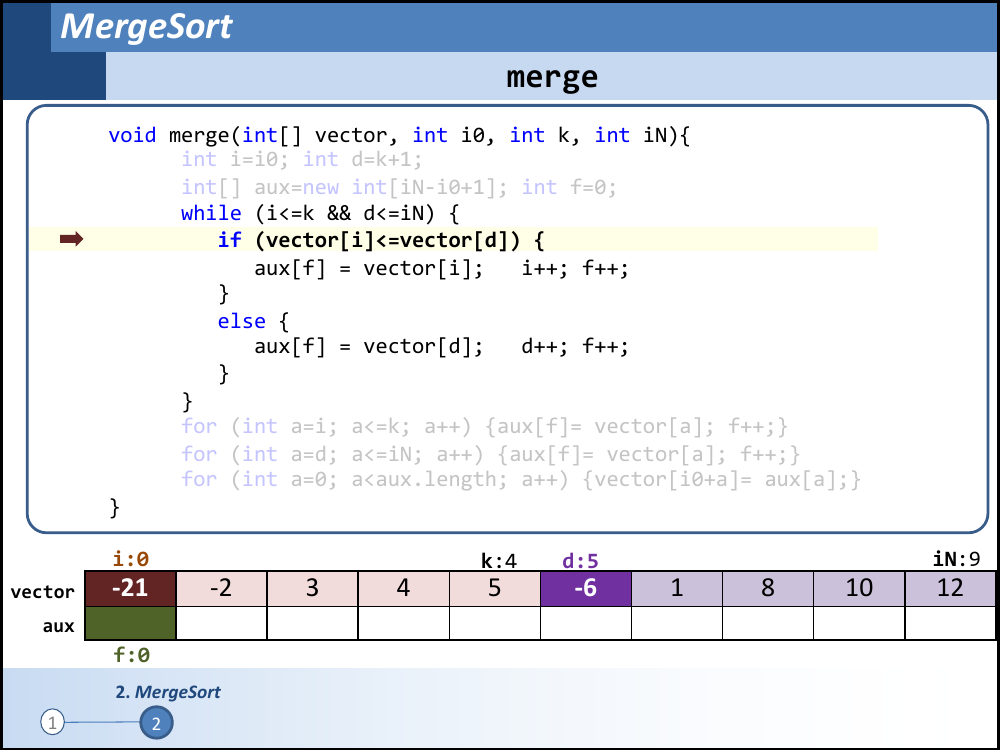 MergeSort
merge
void merge(int[] vector, int i0, int k, int iN){
int i=i0; int d=k+1;
int[] aux=new int[iN-i0+1]; int f=0;
while (i<=k && d<=iN) {
if (vector[i]<=vector[d]) {
aux[f] = vector[i];   i++; f++;
}
else {
aux[f] = vector[d];   d++; f++;
}
}
for (int a=i; a<=k; a++) {aux[f]= vector[a]; f++;}
for (int a=d; a<=iN; a++) {aux[f]= vector[a]; f++;}
for (int a=0; a<aux.length; a++) {vector[i0+a]= aux[a];}
}
i:0 k:4 d:5 iN:9
vector -21 -2 3 4 5 -6 1 8 10 12
aux
f:0
2. MergeSort
1 2